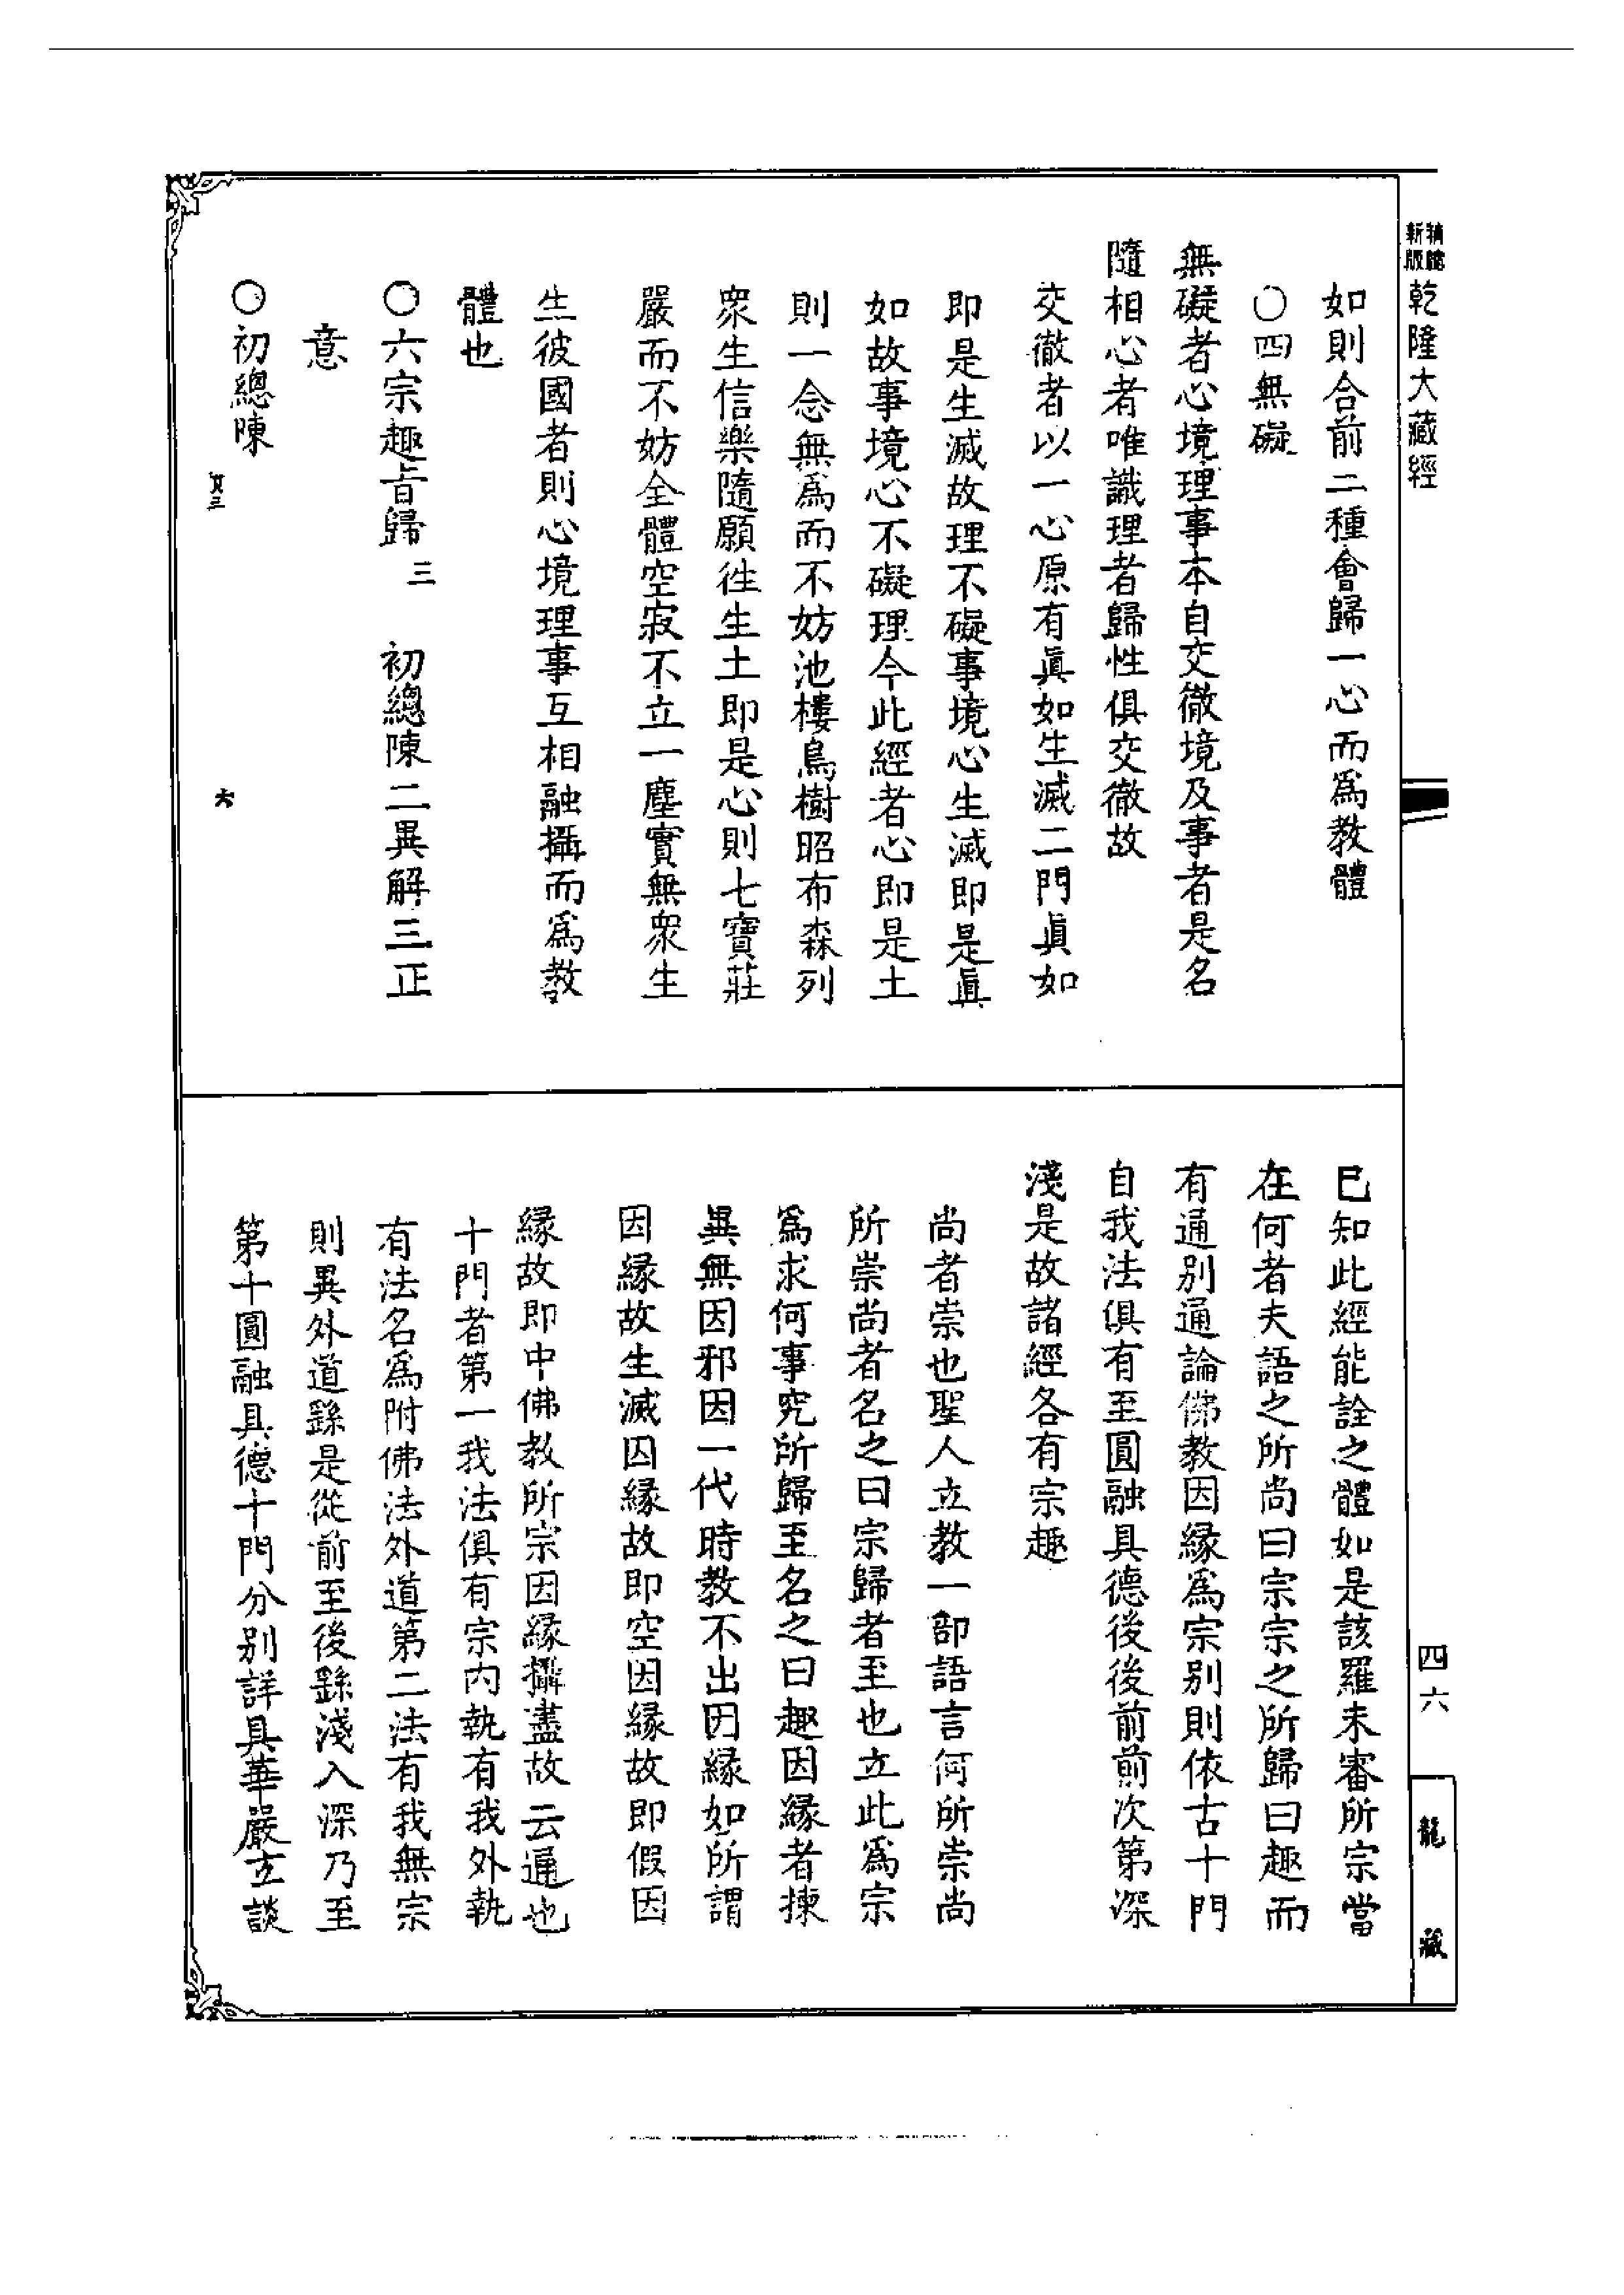 新版
精縮
乾隆大藏經
四六
龍藏
如則合前二種會歸一心而爲教體
〇四無礙
無礙者心境理事本自交徹境及事者是名
隨相心者唯識理者歸性俱交徹故
交徹者以一心原有眞如生滅二門眞如
即是生滅故理不礙事境心生滅即是眞
如故事境心不礙理今此經者心即是土
則一念無爲而不妨池樓鳥樹昭布森列
衆生信樂隨願徃生土即是心則七寶莊
嚴而不妨全體空寂不立一塵實無衆生
生彼國者則心境理事互相融攝而爲教
體也
〇六宗趣旨歸 三 初總陳二異解三正
意
〇初總陳
六
已知此經能詮之體如是該羅未審所宗當
在何者夫語之所尚曰宗宗之所歸曰趣而
有通別通論佛教因緣爲宗別則依古十門
自我法俱有至圓融具德後後前前次第深
淺是故諸經各有宗趣
尚者崇也聖人立教一部語言何所崇尚
所崇尚者名之曰宗歸者至也立此爲宗
爲求何事究所歸至名之曰趣因緣者揀
異無因邪因一代時教不出因緣如所謂
因緣故生滅因緣故即空因緣故即假因
緣故即中佛教所宗因緣攝盡故云通也
十門者第一我法俱有宗內執有我外執
有法名爲附佛法外道第二法有我無宗
則異外道繇是從前至後繇淺入深乃至
第十圓融具德十門分別詳具華嚴玄談